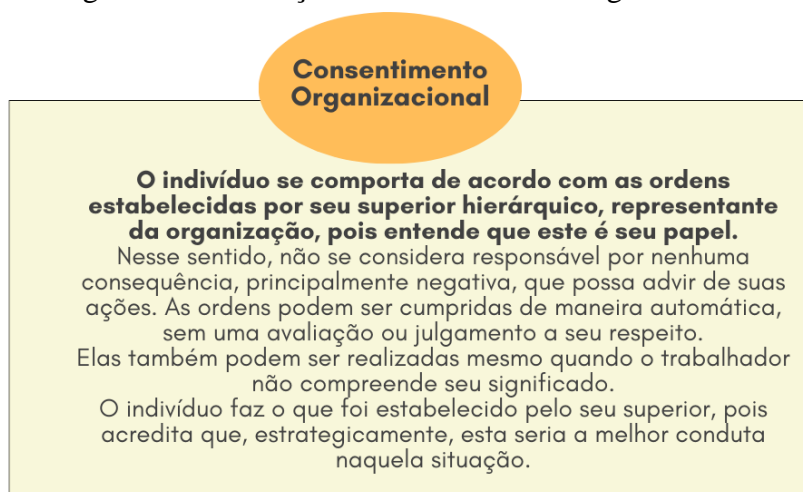 Consentimento
Organizacional
O indivíduo se comporta de acordo com as ordens
estabelecidas por seu superior hierárquico, representante
da organização, pois entende que este é seu papel.
Nesse sentido, não se considera responsável por nenhuma
consequência, principalmente negativa, que possa advir de suas
ações. As ordens podem ser cumpridas de maneira automática,
sem uma avaliação ou julgamento a seu respeito.
Elas também podem ser realizadas mesmo quando o trabalhador
não compreende seu significado.
O indivíduo faz o que foi estabelecido pelo seu superior, pois
acredita que, estrategicamente, esta seria a melhor conduta
naquela situação.